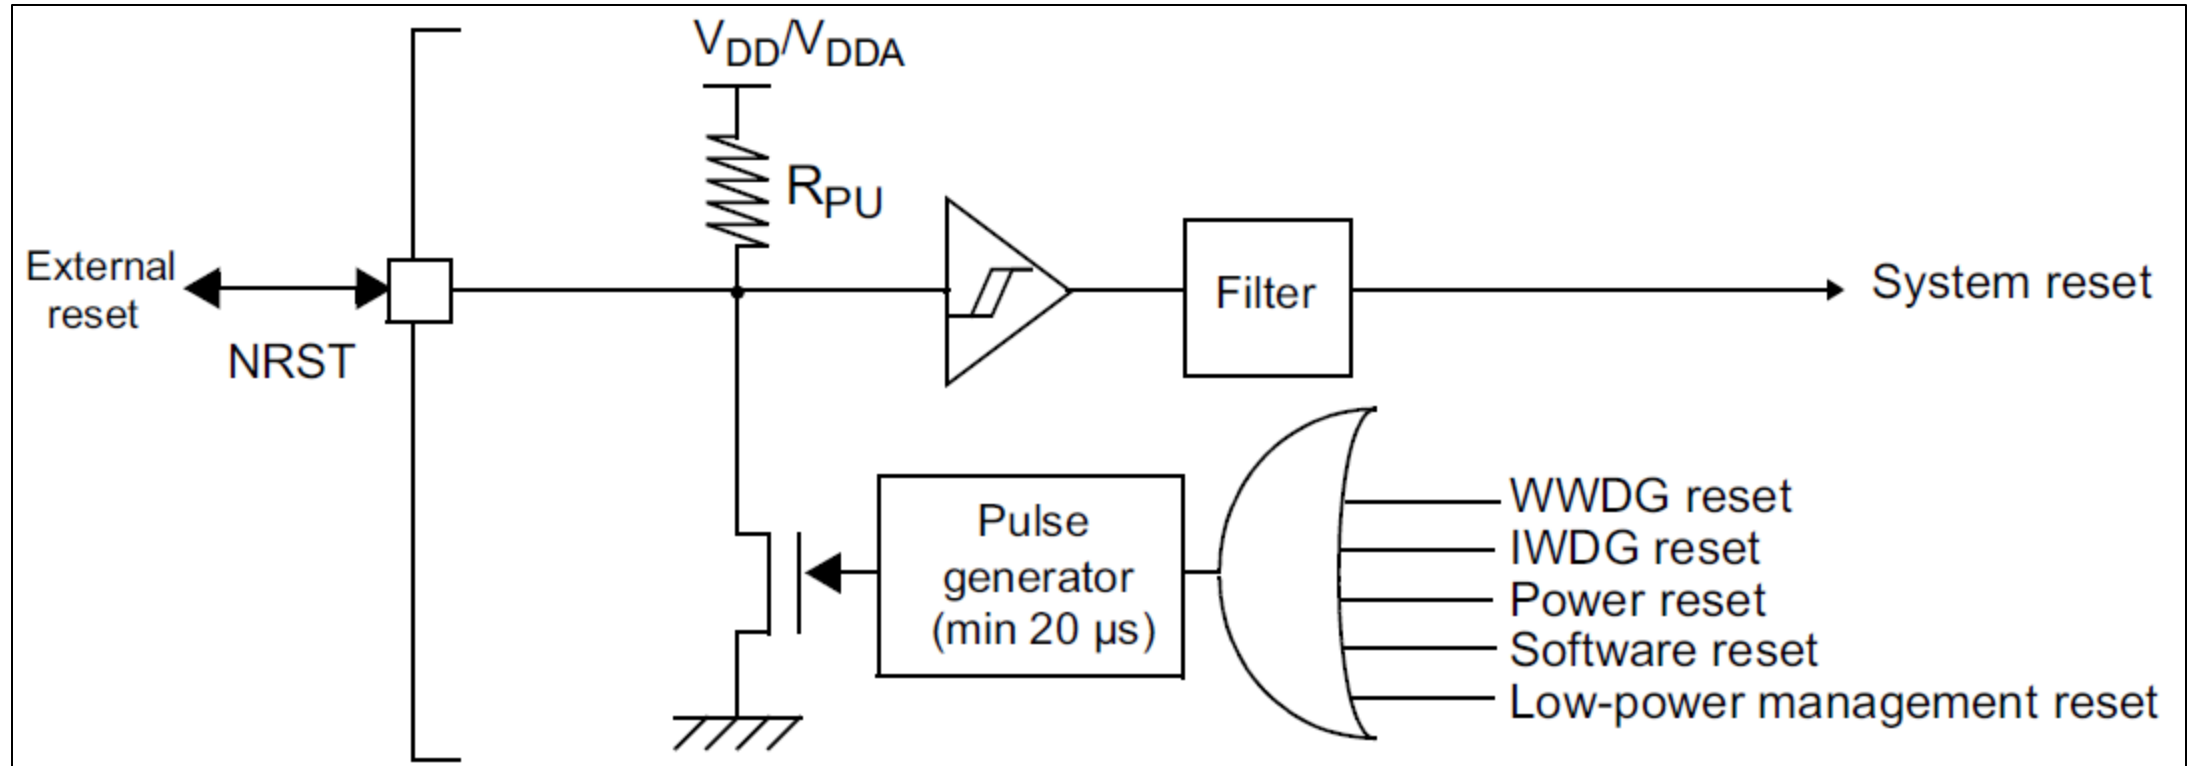 VDD/VDDA
RPU
External
reset
NRST
Filter
System reset
Pulse
generator
(min 20 µs)
WWDG reset
IWDG reset
Power reset
Software reset
Low-power management reset